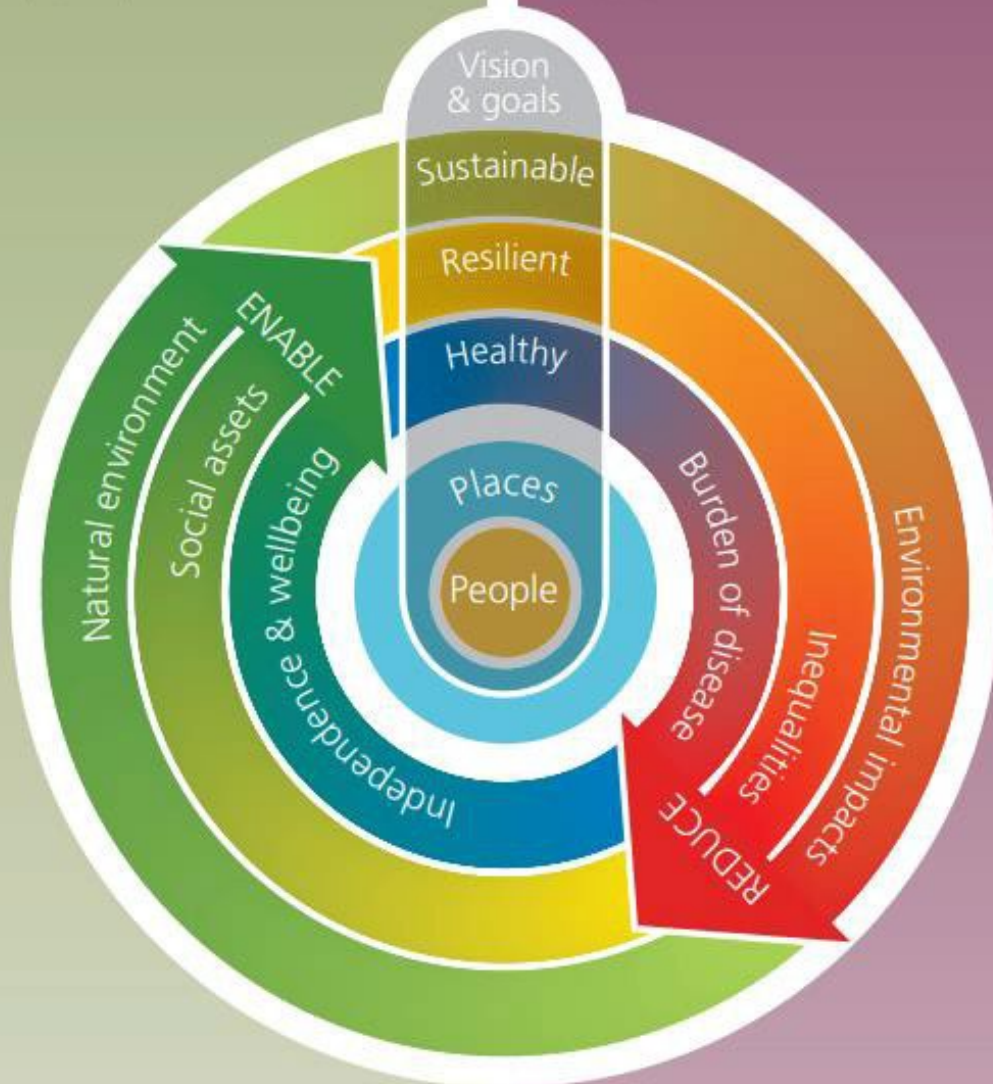 Vision
& goals
Sustainable
Resilient
Healthy
Places
People
ENABLE
Natural environment
Social assets
Independence & wellbeing
Burden of disease
Inequalities
Environmental impacts
REDUCE